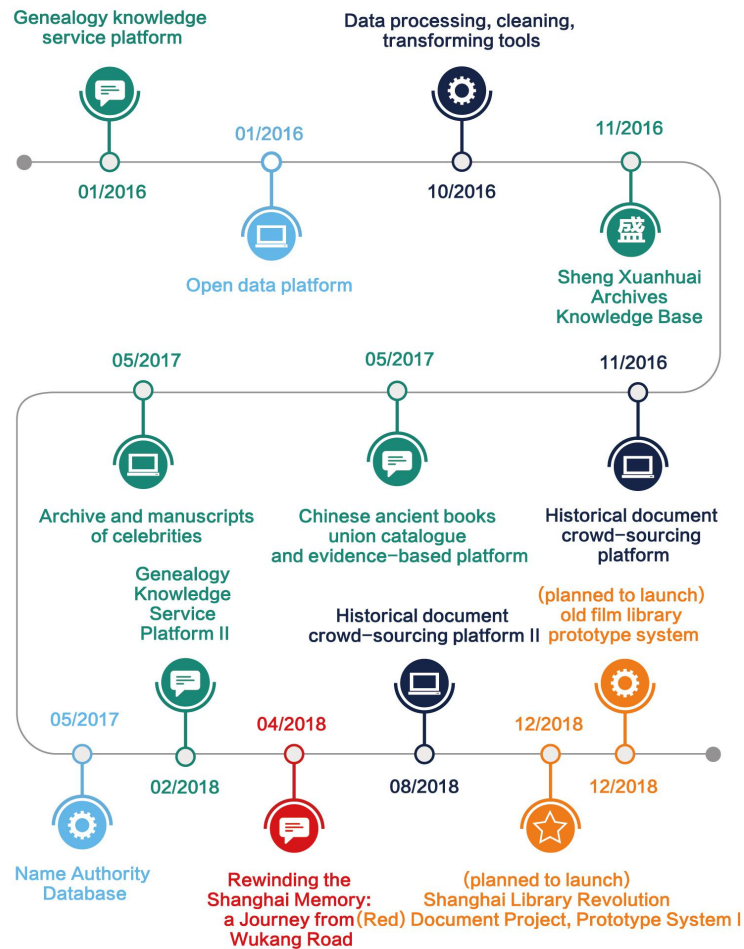 Genealogy knowledge
service platform
01/2016
01/2016
Open data platform
Data processing, cleaning,
transforming tools
10/2016
11/2016
盛
Sheng Xuanhuai
Archives
Knowledge Base
11/2016
Historical document
crowd-sourcing
platform
05/2017
Chinese ancient books
union catalogue
and evidence-based platform
05/2017
Archive and manuscripts
of celebrities
05/2017
Name Authority
Database
Genealogy
Knowledge
Service
Platform II
02/2018
04/2018
Rewinding the
Shanghai Memory:
a Journey from
Wukang Road
Historical document
crowd-sourcing platform II
08/2018
12/2018
(planned to launch)
Shanghai Library Revolution
(Red) Document Project, Prototype System I
(planned to launch)
old film library
prototype system
12/2018